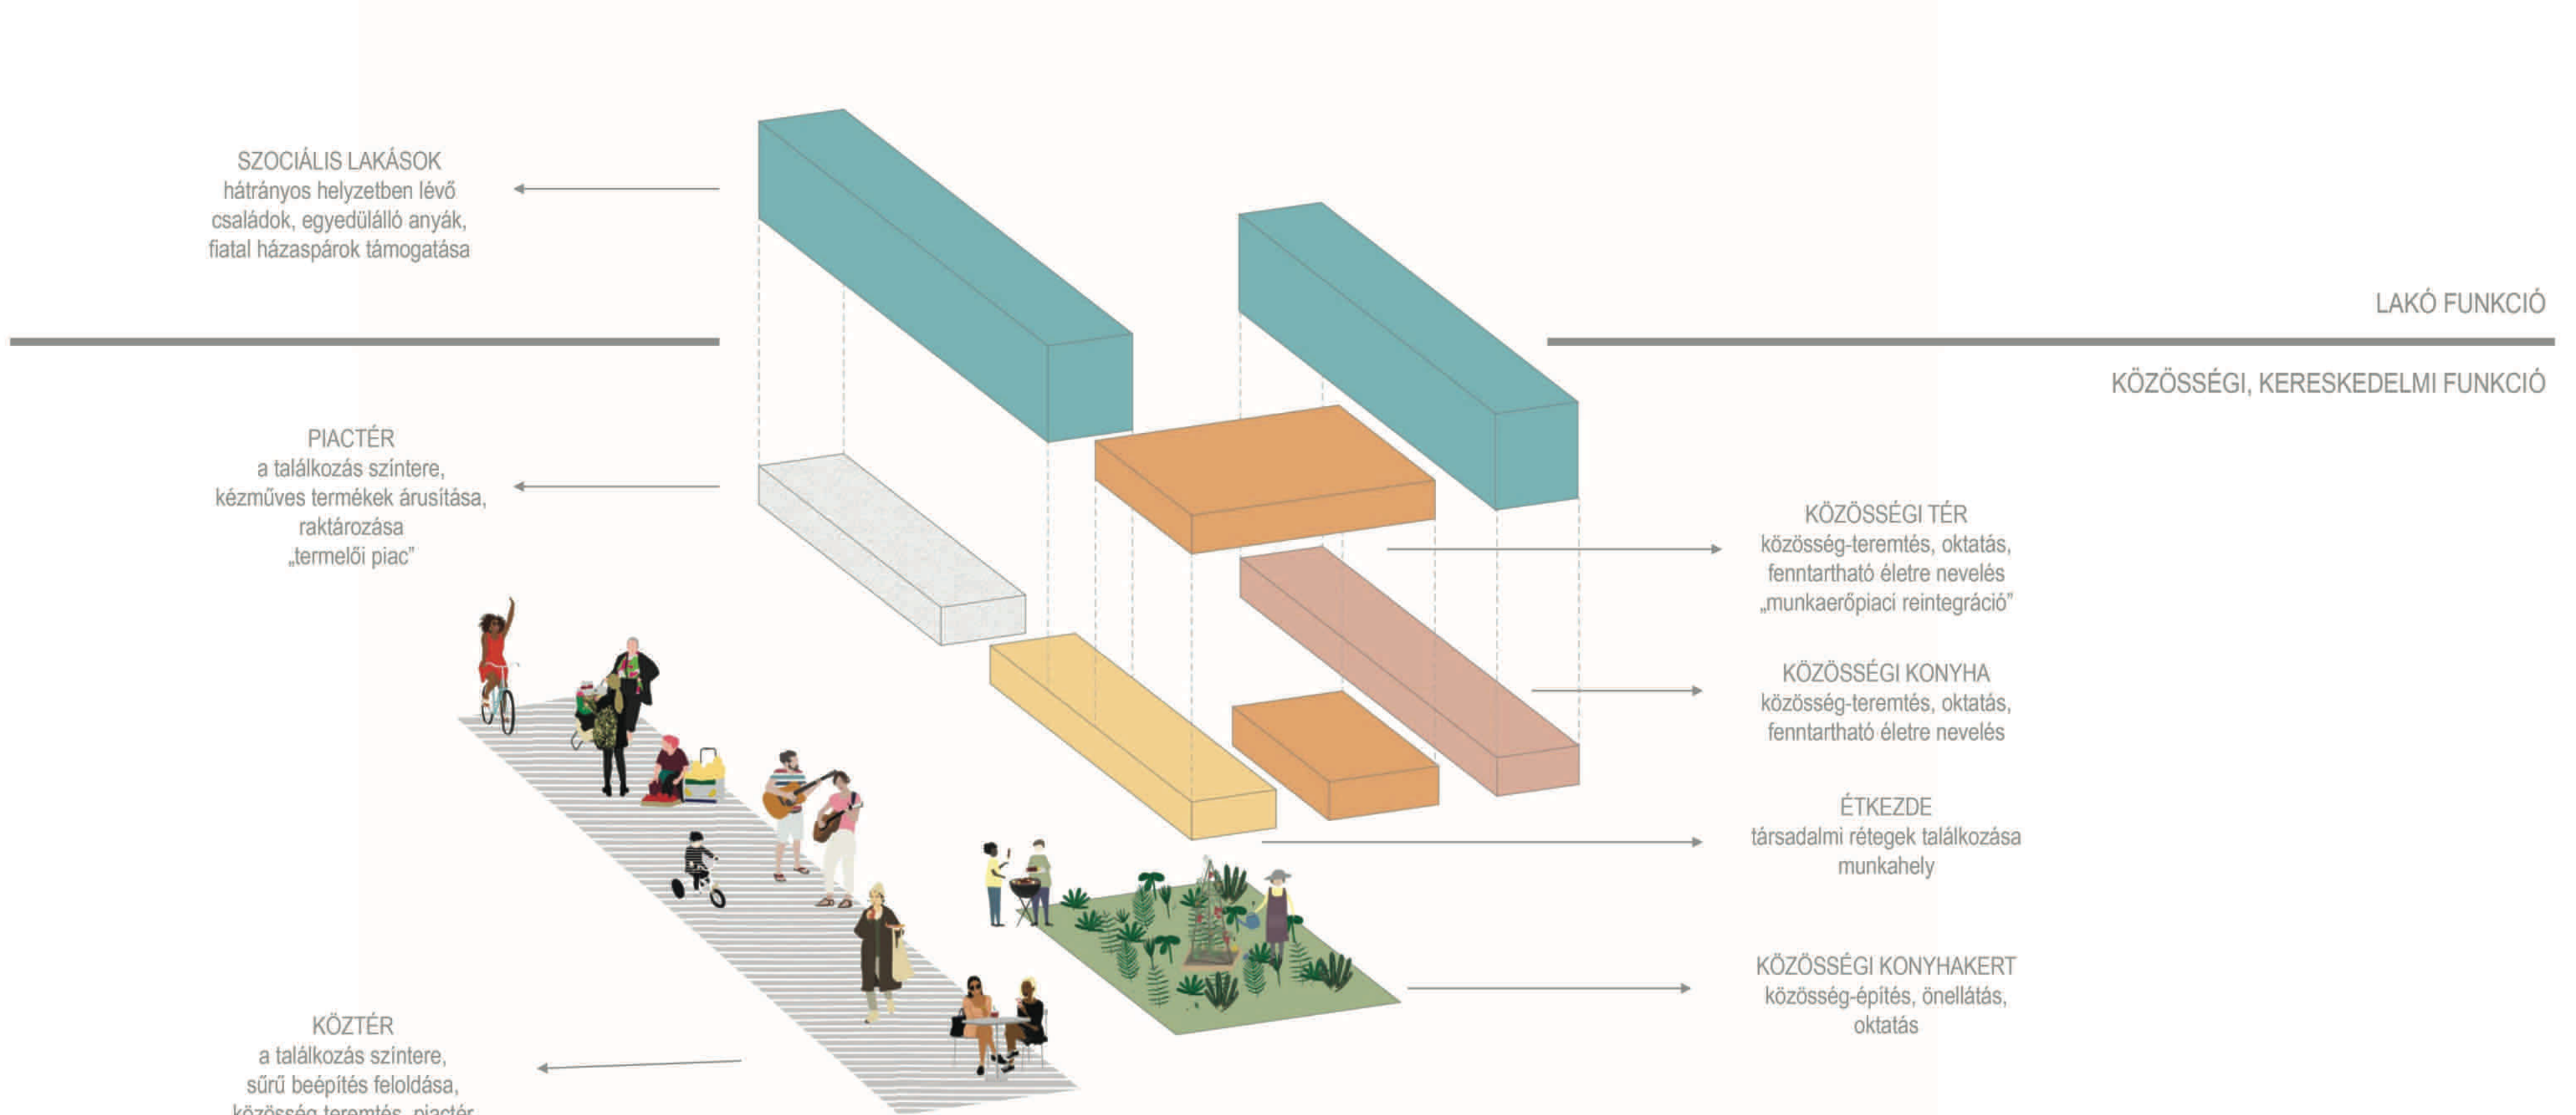 SZOCIÁLIS LAKÁSOK
hátrányos helyzetben lévő
családok, egyedülálló anyák,
fiatal házaspárok támogatása
LAKÓ FUNKCIÓ
KÖZÖSSÉGI, KERESKEDELMI FUNKCIÓ
PIACTÉR
a találkozás színtere,
kézműves termékek árusítása,
raktározása
„termelői piac”
KÖZÖSSÉGI TÉR
közösség-teremtés, oktatás,
fenntartható életre nevelés
„munkaerőpiaci reintegráció”
KÖZÖSSÉGI KONYHA
közösség-teremtés, oktatás,
fenntartható életre nevelés
ÉTKEZDE
társadalmi rétegek találkozása
munkahely
KÖZÖSSÉGI KONYHAKERT
közösség-építés, önellátás,
oktatás
KÖZTÉR
a találkozás színtere,
sűrű beépítés feloldása,
közösség teremtés, piactér